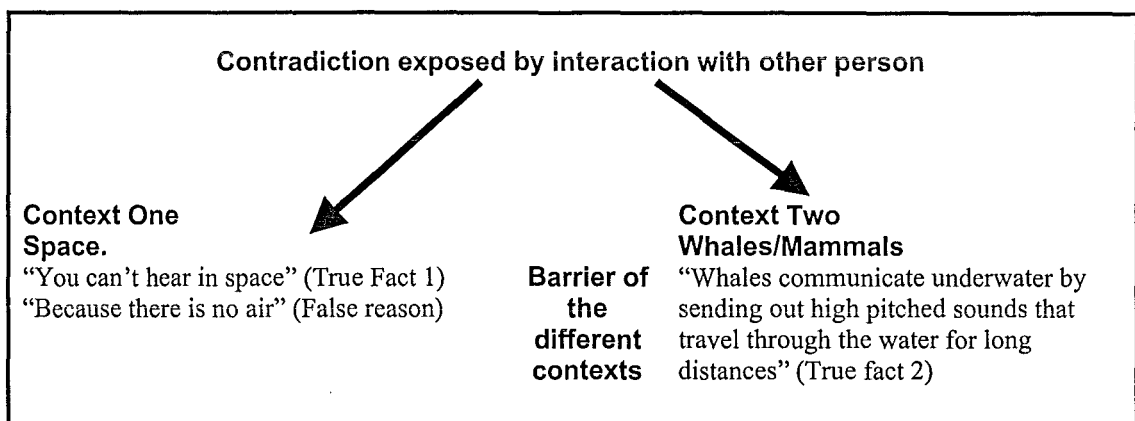 Contradiction exposed by interaction with other person
Context One
Space.
“You can’t hear in space” (True Fact 1)
“Because there is no air” (False reason)
Barrier of
the
different
contexts
Context Two
Whales/Mammals
“Whales communicate underwater by
sending out high pitched sounds that
travel through the water for long
distances” (True fact 2)